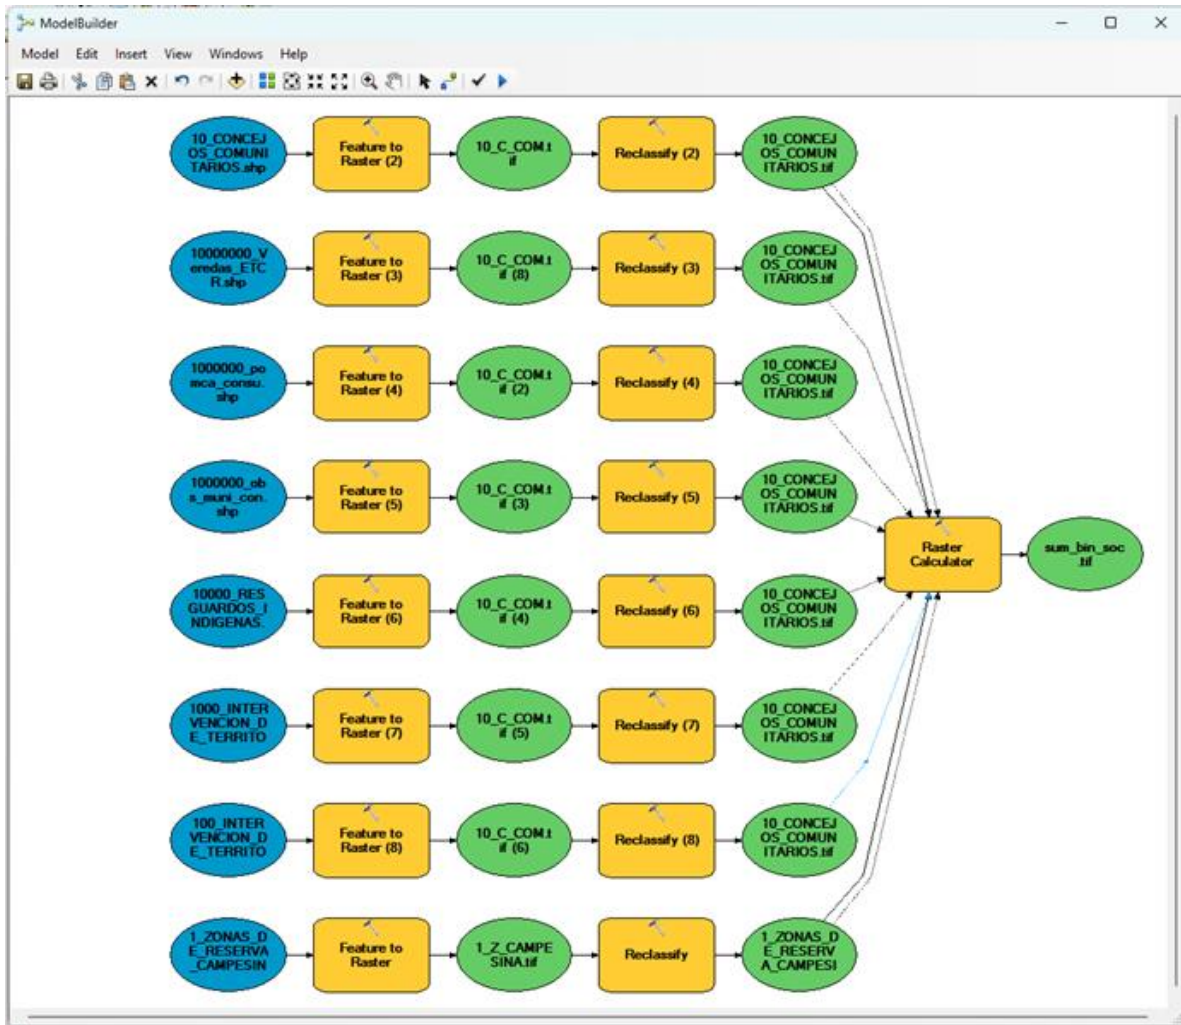 ModelBuilder
Model Edit Insert View Windows Help
10_CONCEJ
OS_COMUNI
TARIOS.shp
Feature to
Raster (2)
10_C_COM.t
if
Reclassify (2)
10_CONCEJ
OS_COMUN
ITARIOS.tif
10000000_V
eredas_ETC
R.shp
Feature to
Raster (3)
10_C_COM.t
if (8)
Reclassify (3)
10_CONCEJ
OS_COMUN
ITARIOS.tif
1000000_po
mca_consu.
shp
Feature to
Raster (4)
10_C_COM.t
if (2)
Reclassify (4)
10_CONCEJ
OS_COMUN
ITARIOS.tif
1000000_ob
s_muni_con.
shp
Feature to
Raster (5)
10_C_COM.t
if (3)
Reclassify (5)
10_CONCEJ
OS_COMUN
ITARIOS.tif
Raster
Calculator
sum_bin_soc
.tif
10000_RES
GUARDOS_I
NDIGENAS.
Feature to
Raster (6)
10_C_COM.t
if (4)
Reclassify (6)
10_CONCEJ
OS_COMUN
ITARIOS.tif
1000_INTER
VENCION_D
E_TERRITO
Feature to
Raster (7)
10_C_COM.t
if (5)
Reclassify (7)
10_CONCEJ
OS_COMUN
ITARIOS.tif
100_INTER
VENCION_D
E_TERRITO
Feature to
Raster (8)
10_C_COM.t
if (6)
Reclassify (8)
10_CONCEJ
OS_COMUN
ITARIOS.tif
1_ZONAS_D
E_RESERVA
_CAMPESIN
Feature to
Raster
1_Z_CAMPE
SINA.tif
Reclassify
1_ZONAS_D
E_RESERV
A_CAMPESI